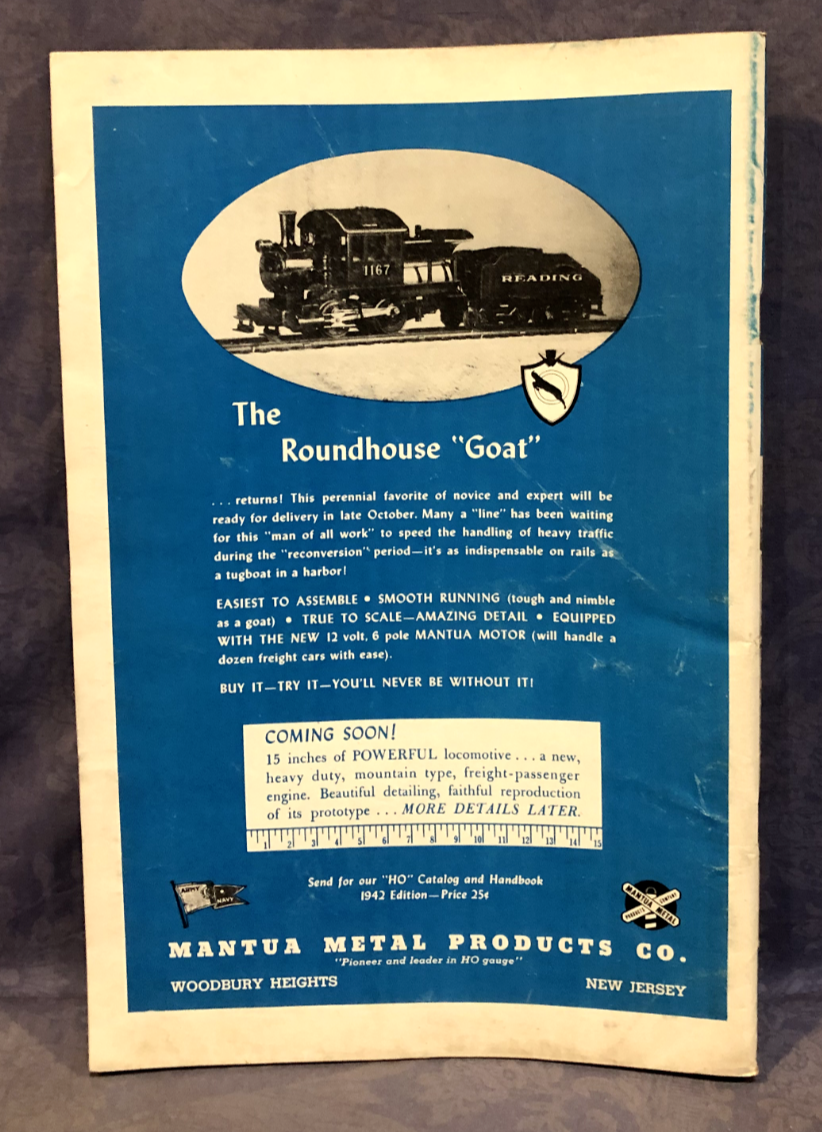 1167
READING
The
Roundhouse "Goat"
... returns! This perennial favorite of novice and expert will be
ready for delivery in late October. Many a "line" has been waiting
for this "man of all work" to speed the handling of heavy traffic
during the "reconversion" period—it's as indispensable on rails as
a tugboat in a harbor!
EASIEST TO ASSEMBLE • SMOOTH RUNNING (tough and nimble
as a goat) • TRUE TO SCALE—AMAZING DETAIL • EQUIPPED
WITH THE NEW 12 volt, 6 pole MANTUA MOTOR (will handle a
dozen freight cars with ease).
BUY IT—TRY IT—YOU'LL NEVER BE WITHOUT IT!
COMING SOON!
15 inches of POWERFUL locomotive ... a new,
heavy duty, mountain type, freight-passenger
engine. Beautiful detailing, faithful reproduction
of its prototype ... MORE DETAILS LATER.
1 2 3 4 5 6 7 8 9 10 11 12 13 14 15
Send for our "HO" Catalog and Handbook
1942 Edition—Price 25¢
ARMY NAVY
MANTUA METAL
PRODUCTS COMPANY
MANTUA METAL PRODUCTS CO.
"Pioneer and leader in HO gauge"
WOODBURY HEIGHTS NEW JERSEY